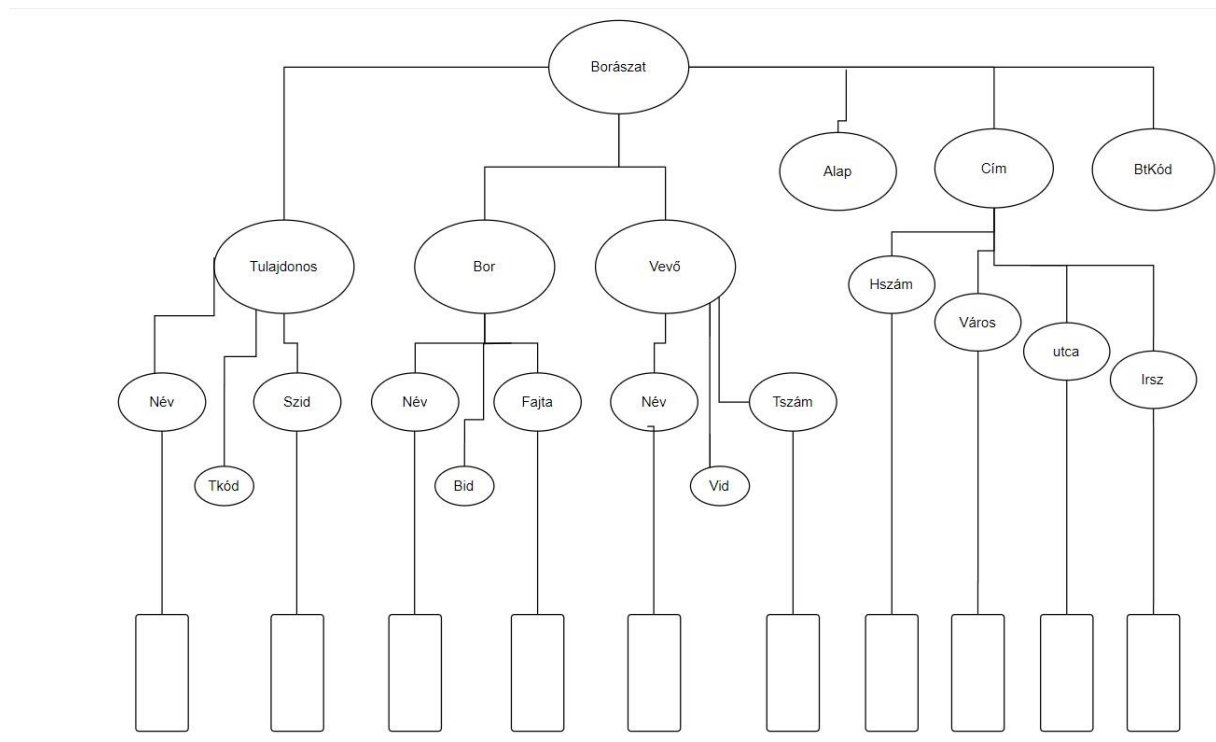 Borászat
Alap
Cím
BtKód
Tulajdonos
Bor
Vevő
Hszám
Város
utca
Irsz
Név
Szid
Név
Fajta
Név
Tszám
Tkód
Bid
Vid